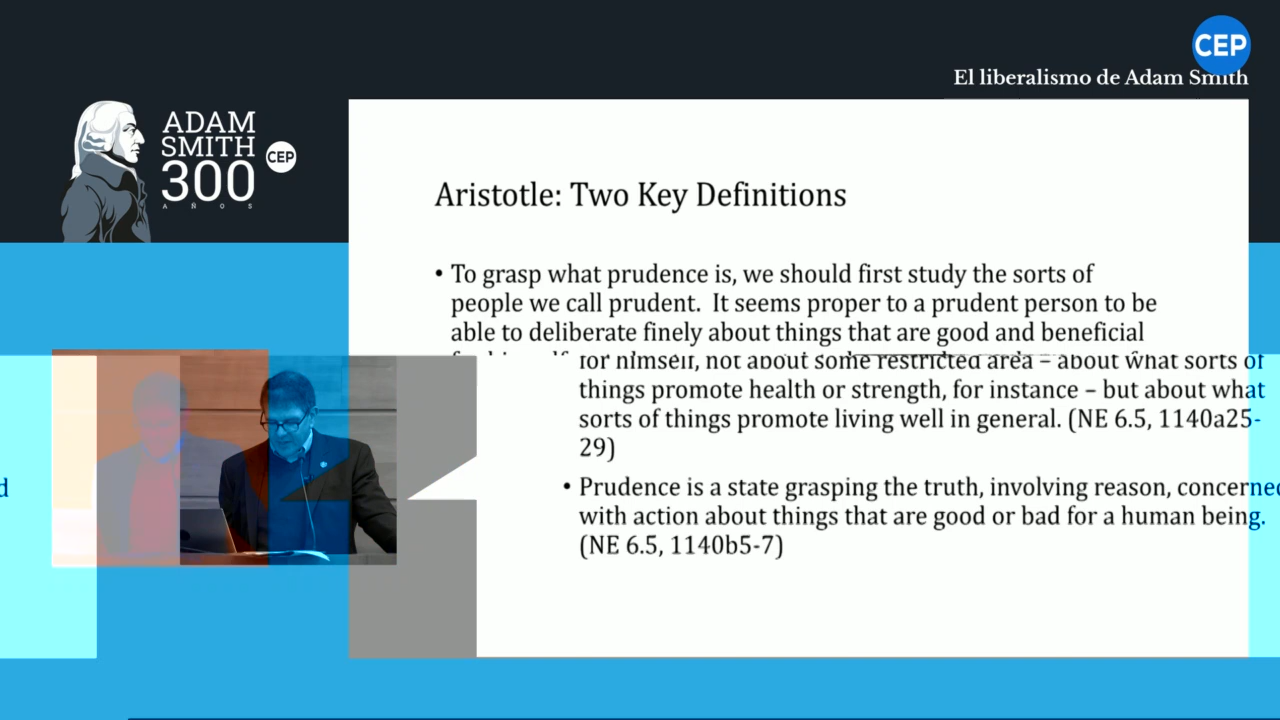 CEP
El liberalismo de Adam Smith
ADAM
SMITH
300
AÑOS
CEP
Aristotle: Two Key Definitions
• To grasp what prudence is, we should first study the sorts of
people we call prudent. It seems proper to a prudent person to be
able to deliberate finely about things that are good and beneficial
for himself, not about some restricted area – about what sorts of
things promote health or strength, for instance – but about what
sorts of things promote living well in general. (NE 6.5, 1140a25-
29)
• Prudence is a state grasping the truth, involving reason, concerned
with action about things that are good or bad for a human being.
(NE 6.5, 1140b5-7)